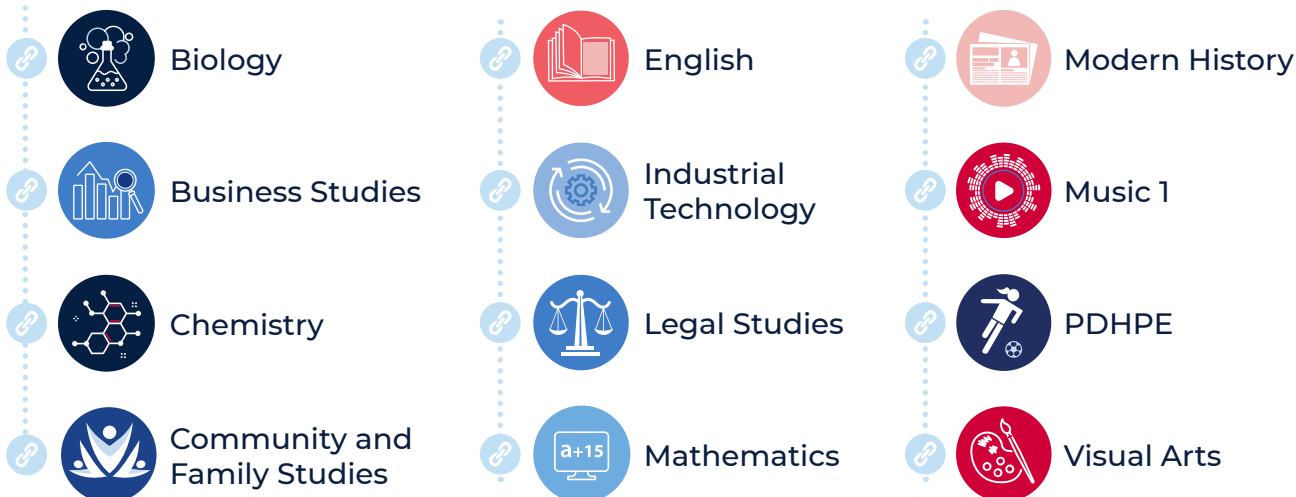 Biology
Business Studies
Chemistry
Community and
Family Studies
English
Industrial
Technology
Legal Studies
a+15
Mathematics
Modern History
Music 1
PDHPE
Visual Arts